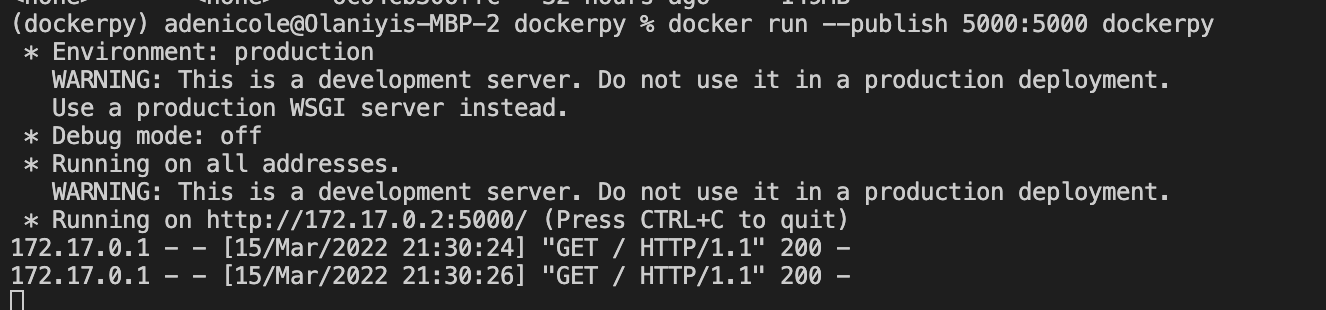 (dockerpy) adenicole@Olaniyis-MBP-2 dockerpy % docker run --publish 5000:5000 dockerpy
* Environment: production
WARNING: This is a development server. Do not use it in a production deployment.
Use a production WSGI server instead.
* Debug mode: off
* Running on all addresses.
WARNING: This is a development server. Do not use it in a production deployment.
* Running on http://172.17.0.2:5000/ (Press CTRL+C to quit)
172.17.0.1 - - [15/Mar/2022 21:30:24] "GET / HTTP/1.1" 200 -
172.17.0.1 - - [15/Mar/2022 21:30:26] "GET / HTTP/1.1" 200 -